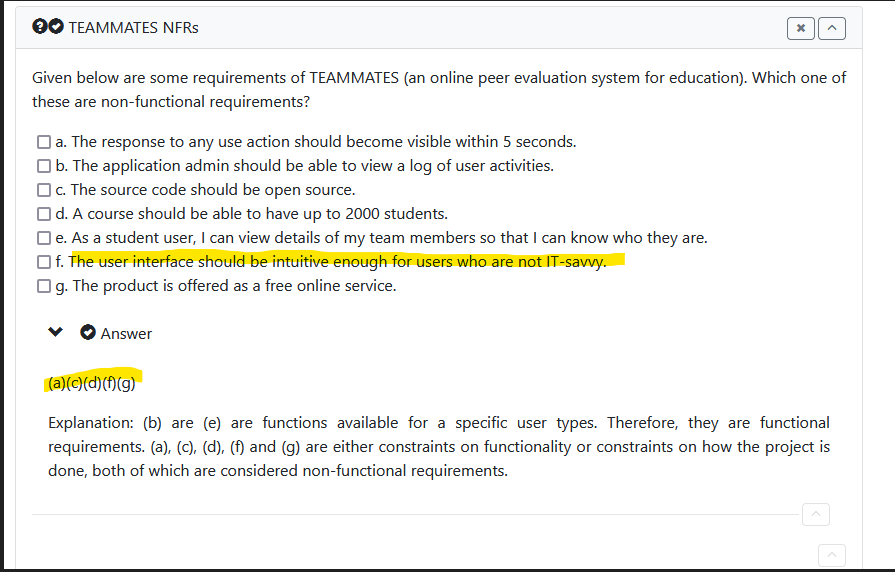 TEAMMATES NFRs
Given below are some requirements of TEAMMATES (an online peer evaluation system for education). Which one of
these are non-functional requirements?
a. The response to any use action should become visible within 5 seconds.
b. The application admin should be able to view a log of user activities.
c. The source code should be open source.
d. A course should be able to have up to 2000 students.
e. As a student user, I can view details of my team members so that I can know who they are.
f. The user interface should be intuitive enough for users who are not IT-savvy.
g. The product is offered as a free online service.
Answer
(a)(c)(d)(f)(g)
Explanation: (b) are (e) are functions available for a specific user types. Therefore, they are functional
requirements. (a), (c), (d), (f) and (g) are either constraints on functionality or constraints on how the project is
done, both of which are considered non-functional requirements.